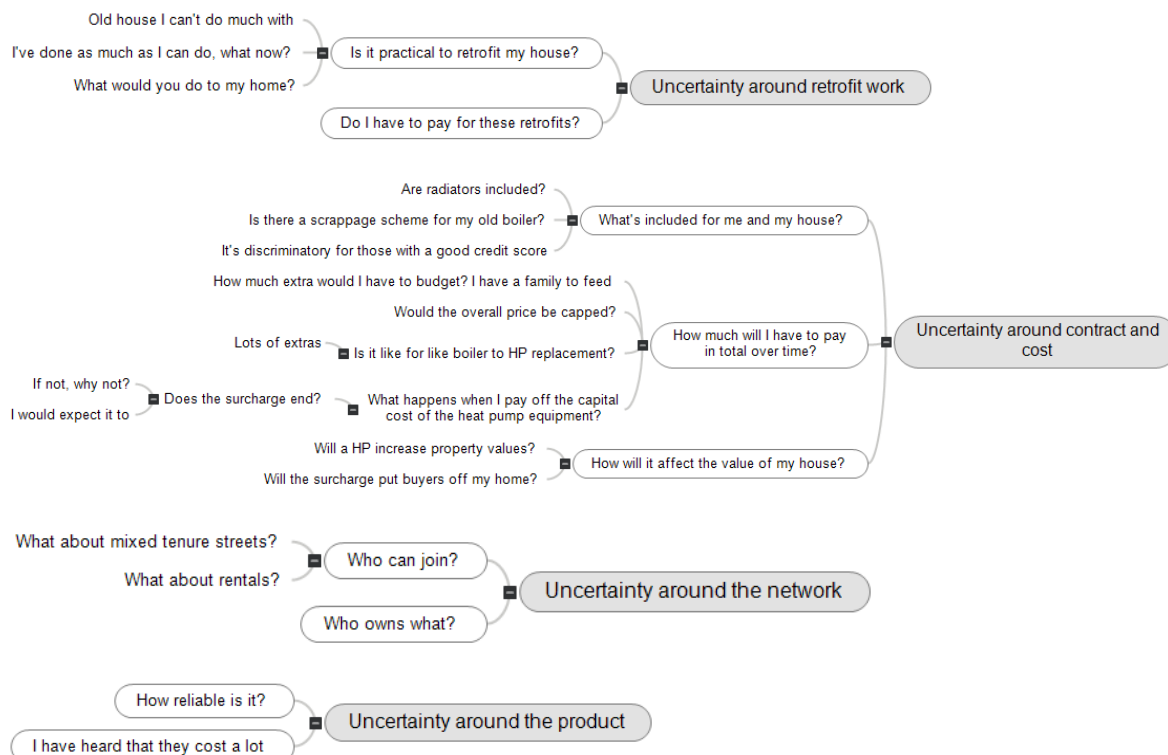 Old house I can't do much with
I've done as much as I can do, what now?
What would you do to my home?
Is it practical to retrofit my house?
Do I have to pay for these retrofits?
Uncertainty around retrofit work
Are radiators included?
Is there a scrappage scheme for my old boiler?
It's discriminatory for those with a good credit score
What's included for me and my house?
How much extra would I have to budget? I have a family to feed
Would the overall price be capped?
Lots of extras
Is it like for like boiler to HP replacement?
If not, why not?
I would expect it to
Does the surcharge end?
What happens when I pay off the capital
cost of the heat pump equipment?
How much will I have to pay
in total over time?
Will a HP increase property values?
Will the surcharge put buyers off my home?
How will it affect the value of my house?
Uncertainty around contract and
cost
What about mixed tenure streets?
What about rentals?
Who can join?
Who owns what?
Uncertainty around the network
How reliable is it?
I have heard that they cost a lot
Uncertainty around the product